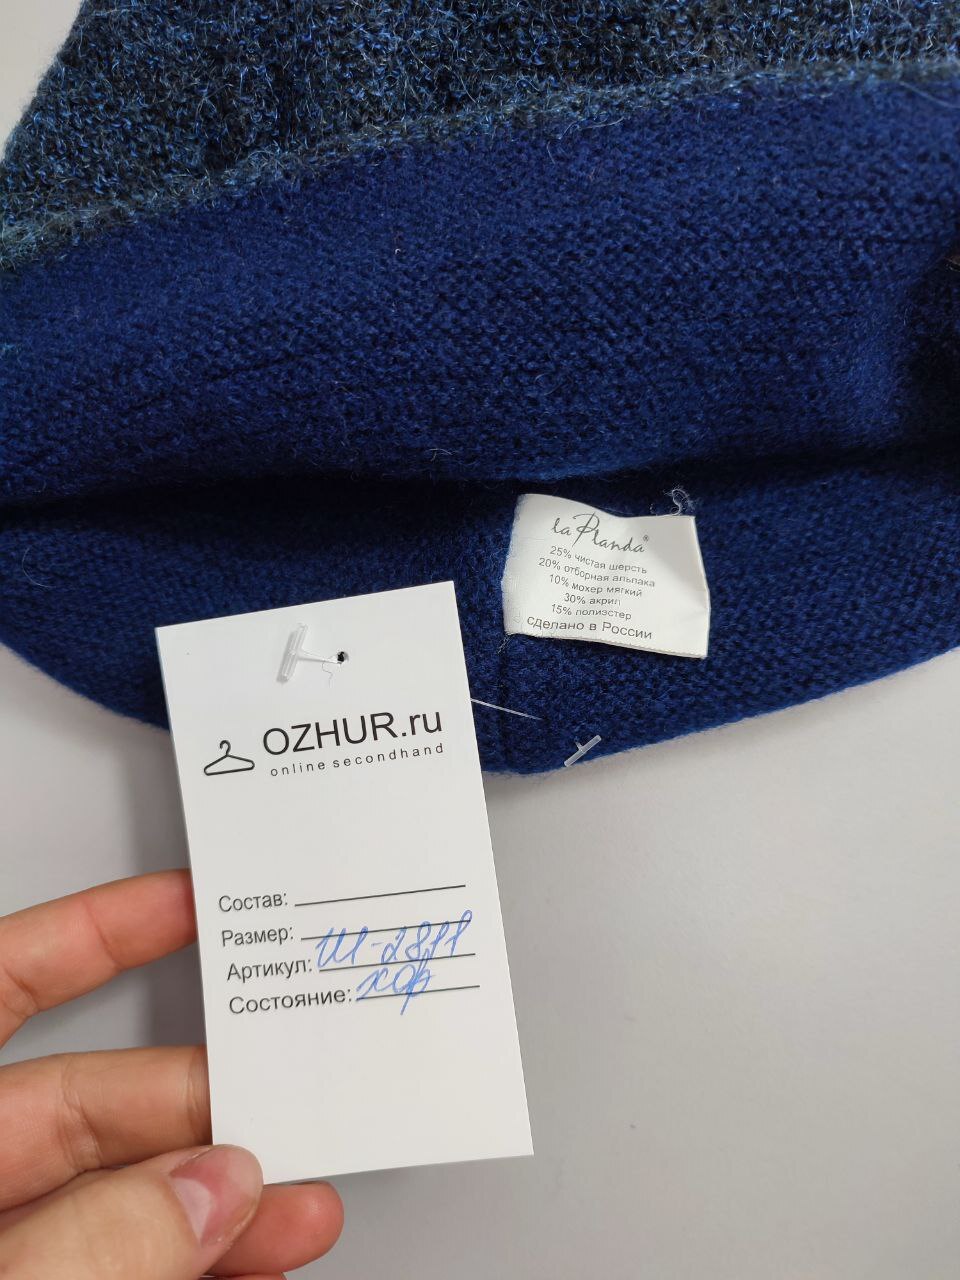 la Planda®
25% чистая шерсть
20% отборная альпака
10% мохер мягкий
30% акрил
15% полиэстер
сделано в России
OZHUR.ru
online secondhand
Состав:
Размер:
Артикул: Ш-2811
Состояние: хор